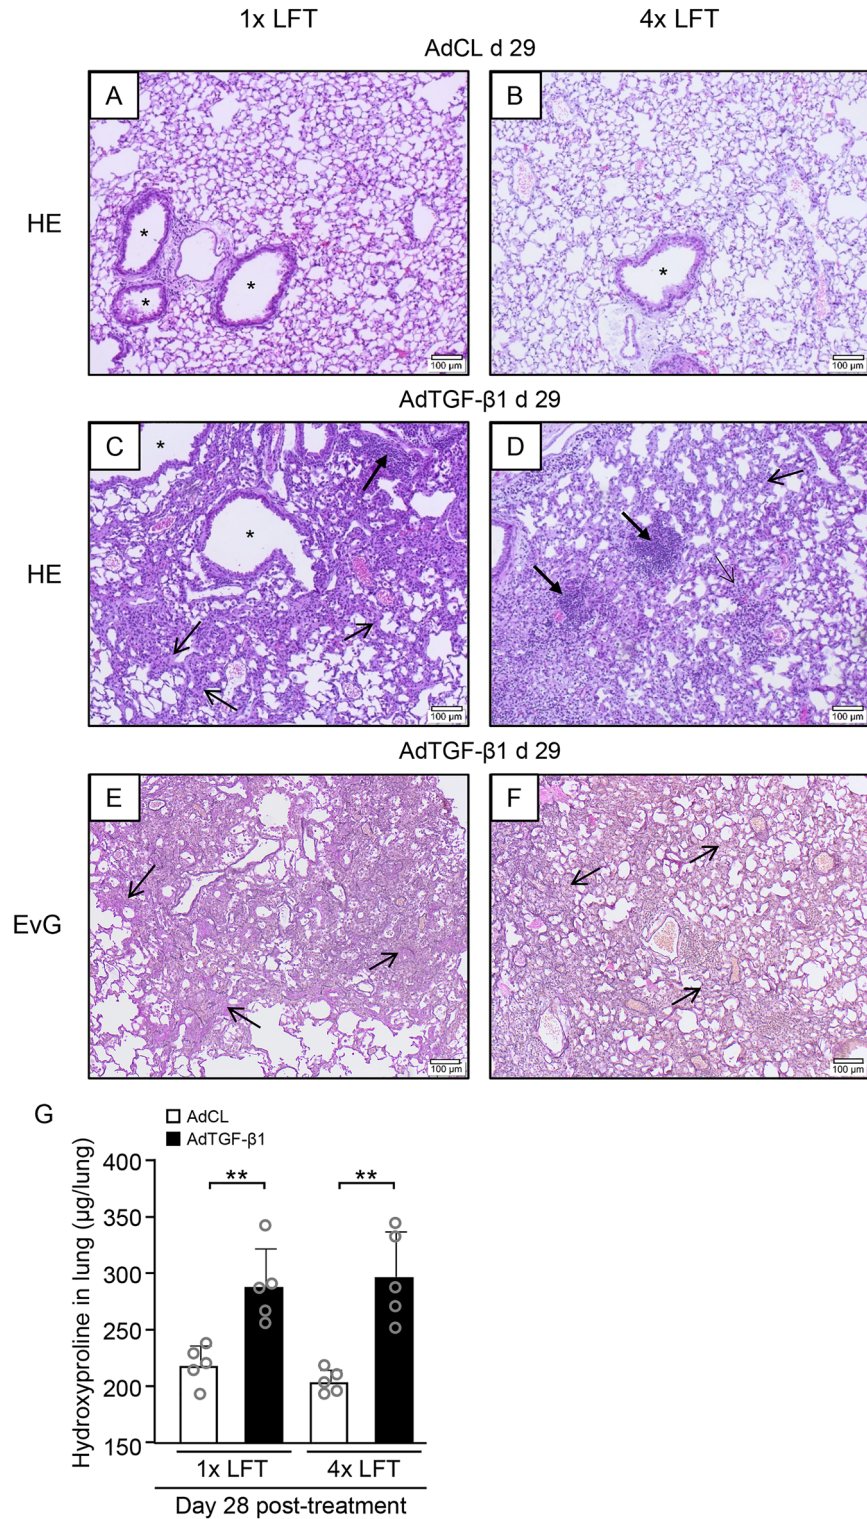 1x LFT 4x LFT
AdCL d 29
A B
HE
* * * *
100 µm 100 µm
AdTGF-β1 d 29
C D
HE
* *
100 µm 100 µm
AdTGF-β1 d 29
E F
EvG
100 µm 100 µm
G
AdCL
AdTGF-β1
Hydroxyproline in lung (µg/lung)
400
350
300
250
200
150
** **
1x LFT 4x LFT
Day 28 post-treatment